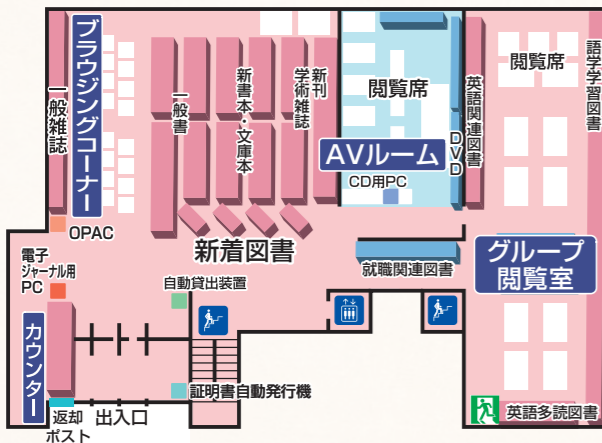 ブラウジングコーナー
一般雑誌
一般書
新書本・文庫本
新刊
学術雑誌
閲覧席
AVルーム
CD用PC
DVD
英語関連図書
閲覧席
語学学習図書
OPAC
電子
ジャーナル用
PC
新着図書
自動貸出装置
就職関連図書
グループ
閲覧室
カウンター
証明書自動発行機
返却
ポスト
出入口
英語多読図書